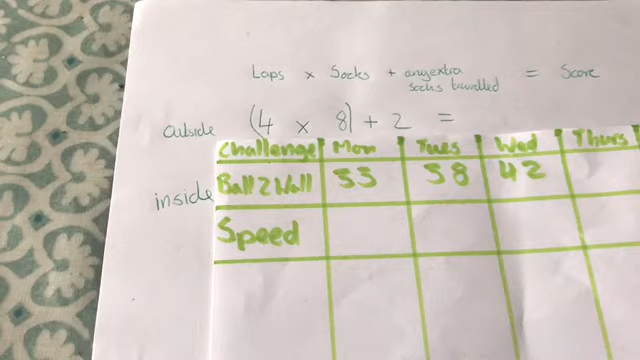 Laps x Socks + any extra = Score
socks travelled
outside (4 x 8) + 2 =
Challenge Mon Tues Wed Thurs
inside Ball 2 Wall 33 38 42
Speed